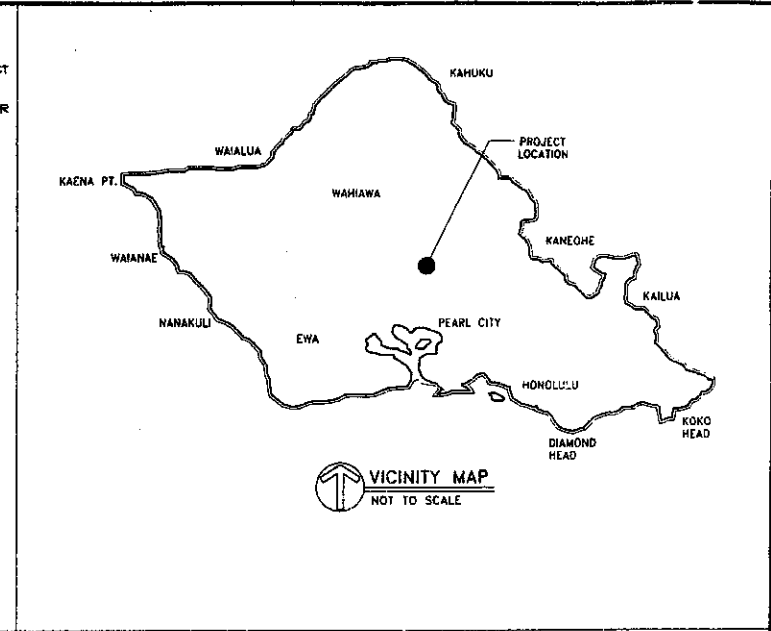 CT
R
KAHUKU
PROJECT
LOCATION
WAIALUA
KAENA PT.
WAHIAWA
KANEOHE
WAIANAE
KAILUA
NANAKULI
PEARL CITY
EWA
HONOLULU
KOKO
HEAD
DIAMOND
HEAD
VICINITY MAP
NOT TO SCALE